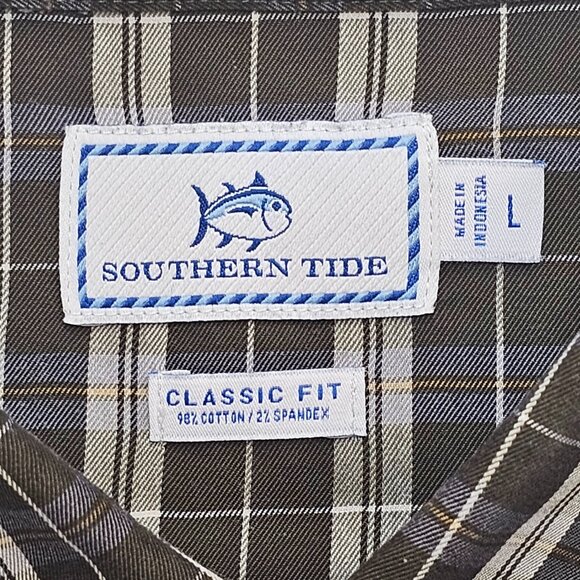 SOUTHERN TIDE
MADE IN
INDONESIA
L
CLASSIC FIT
98% COTTON / 2% SPANDEX